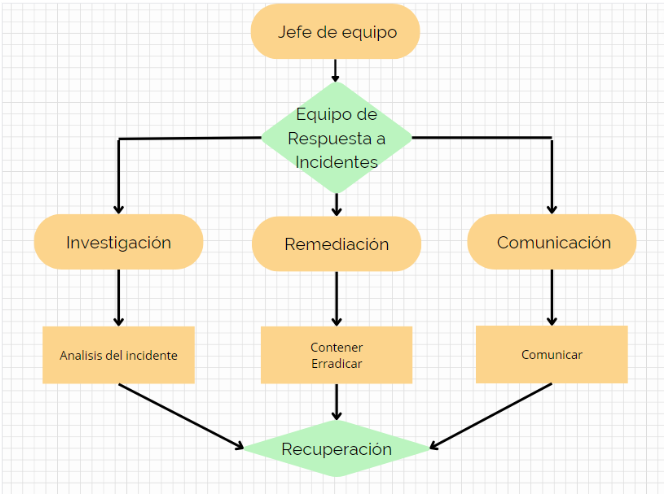 Jefe de equipo
Equipo de
Respuesta a
Incidentes
Investigación
Remediación
Comunicación
Analisis del incidente
Contener
Erradicar
Comunicar
Recuperación